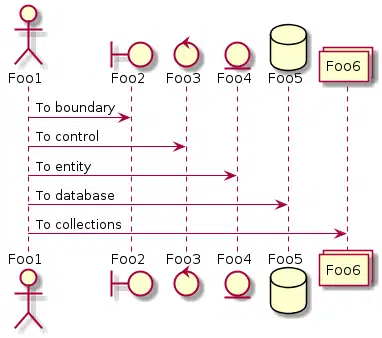 Foo1 Foo2 Foo3 Foo4 Foo5 Foo6
To boundary
To control
To entity
To database
To collections
Foo1 Foo2 Foo3 Foo4 Foo5 Foo6